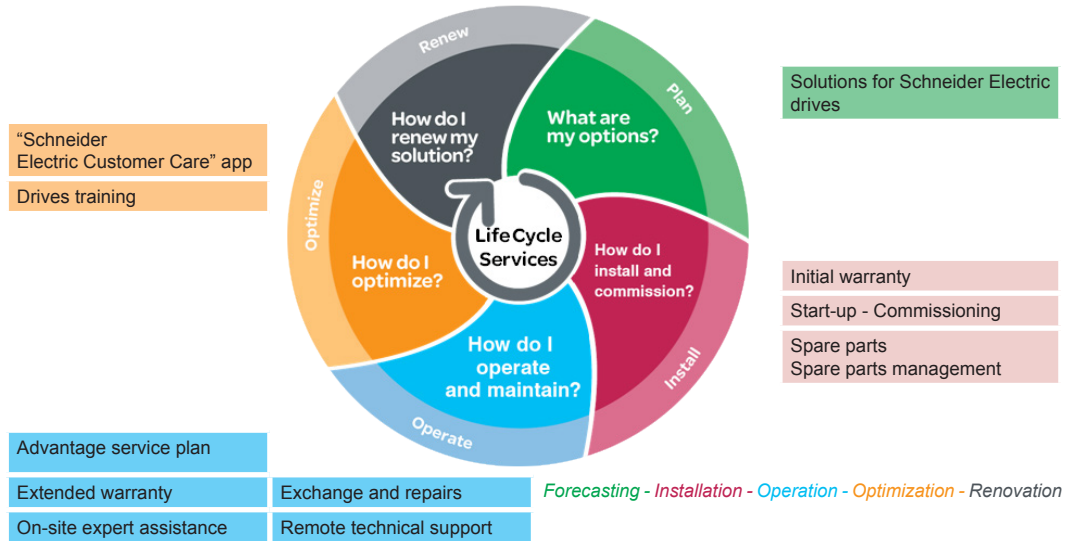 Renew
Plan
How do I
renew my
solution?
What are
my options?
Solutions for Schneider Electric
drives
“Schneider
Electric Customer Care” app
Drives training
Optimize
How do I
optimize?
LifeCycle
Services
How do I
install and
commission?
Initial warranty
Start-up - Commissioning
Spare parts
Spare parts management
Install
How do I
operate
and maintain?
Operate
Advantage service plan
Extended warranty
Exchange and repairs
On-site expert assistance
Remote technical support
Forecasting - Installation - Operation - Optimization - Renovation